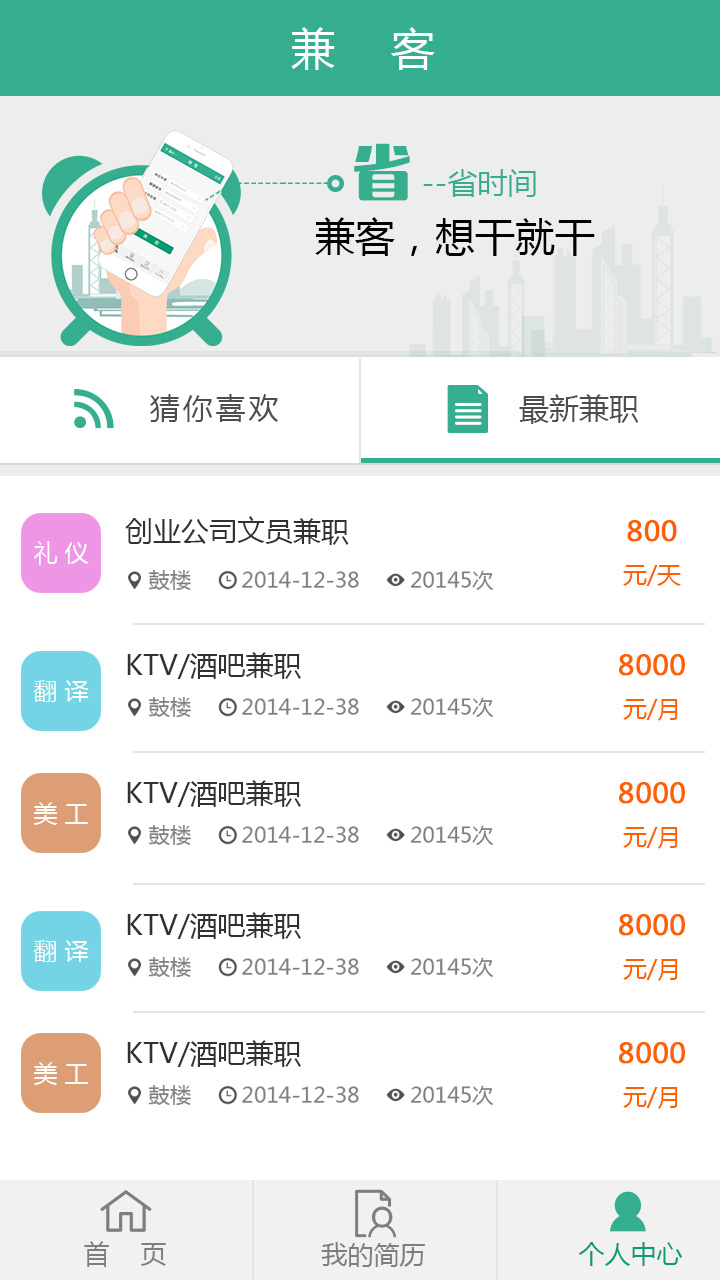 兼 客
省 --省时间
兼客，想干就干
猜你喜欢
最新兼职
礼仪
创业公司文员兼职
800
鼓楼 2014-12-38 20145次
元/天
翻译
KTV/酒吧兼职
8000
鼓楼 2014-12-38 20145次
元/月
美工
KTV/酒吧兼职
8000
鼓楼 2014-12-38 20145次
元/月
翻译
KTV/酒吧兼职
8000
鼓楼 2014-12-38 20145次
元/月
美工
KTV/酒吧兼职
8000
鼓楼 2014-12-38 20145次
元/月
首 页
我的简历
个人中心